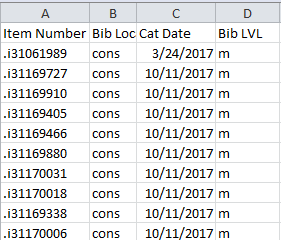 A B C D
Item Number Bib Loc Cat Date Bib LVL
.i31061989 cons 3/24/2017 m
.i31169727 cons 10/11/2017 m
.i31169910 cons 10/11/2017 m
.i31169405 cons 10/11/2017 m
.i31169466 cons 10/11/2017 m
.i31169880 cons 10/11/2017 m
.i31170031 cons 10/11/2017 m
.i31170018 cons 10/11/2017 m
.i31169338 cons 10/11/2017 m
.i31170006 cons 10/11/2017 m